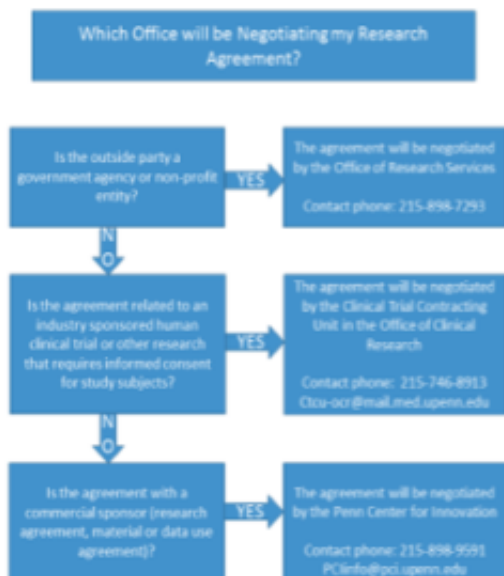 Which Office will be Negotiating my Research
Agreement?
Is the outside party a
government agency or non-profit
entity?
YES
The agreement will be negotiated
by the Office of Research Services
Contact phone: 215-898-7293
NO
Is the agreement related to an
industry sponsored human
clinical trial or other research
that requires informed consent
for study subjects?
YES
The agreement will be negotiated
by the Clinical Trial Contracting
Unit in the Office of Clinical
Research
Contact phone: 215-746-8913
Ctcu-ocr@mail.med.upenn.edu
NO
Is the agreement with a
commercial sponsor (research
agreement, material or data use
agreement)?
YES
The agreement will be negotiated
by the Penn Center for Innovation
Contact phone: 215-898-9591
PCIinfo@pci.upenn.edu